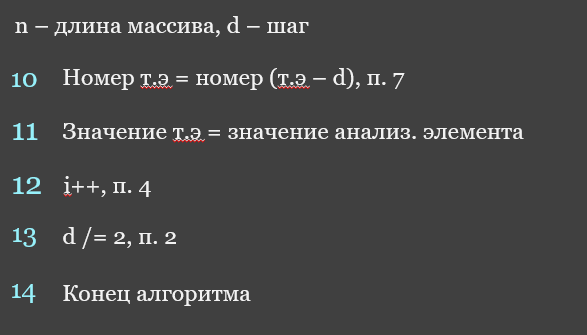 n – длина массива, d – шаг
10 Номер т.э = номер (т.э – d), п. 7
11 Значение т.э = значение анализ. элемента
12 i++, п. 4
13 d /= 2, п. 2
14 Конец алгоритма